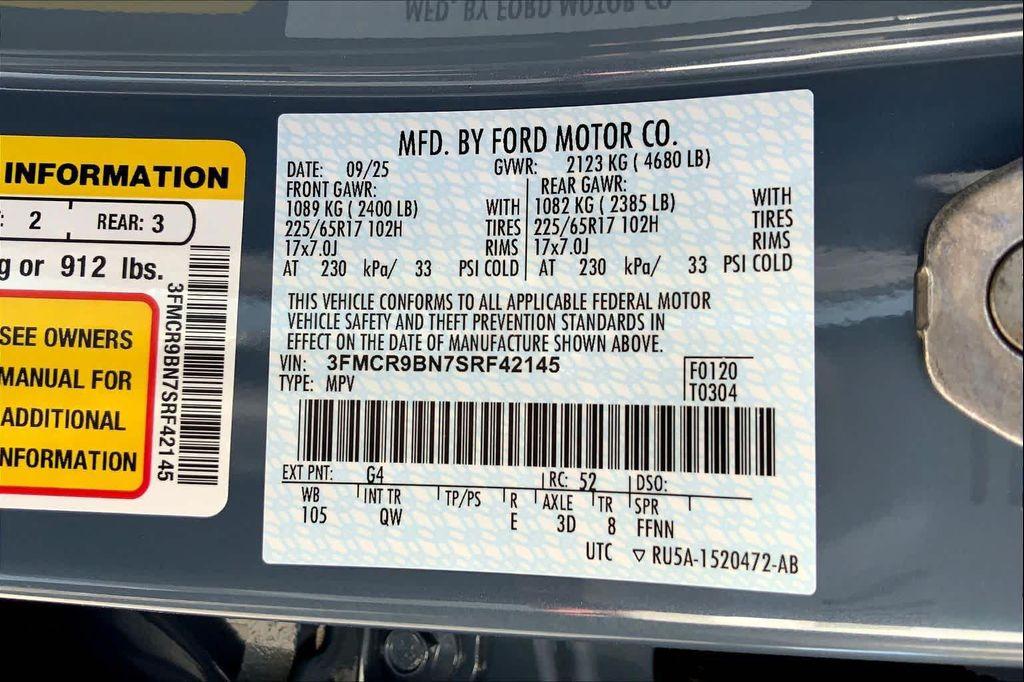 MFD. BY FORD MOTOR CO
INFORMATION
2
REAR: 3
g or 912 lbs.
SEE OWNERS
MANUAL FOR
ADDITIONAL
NFORMATION
3FMCR9BN7SRF42145
MFD. BY FORD MOTOR CO.
DATE: 09/25 GVWR: 2123 KG ( 4680 LB)
FRONT GAWR:
1089 KG ( 2400 LB) WITH
225/65R17 102H TIRES
17x7.0J RIMS
AT 230 kPa/ 33 PSI COLD
REAR GAWR:
1082 KG ( 2385 LB) WITH
225/65R17 102H TIRES
17x7.0J RIMS
AT 230 kPa/ 33 PSI COLD
THIS VEHICLE CONFORMS TO ALL APPLICABLE FEDERAL MOTOR
VEHICLE SAFETY AND THEFT PREVENTION STANDARDS IN
EFFECT ON THE DATE OF MANUFACTURE SHOWN ABOVE.
VIN: 3FMCR9BN7SRF42145
TYPE: MPV
F0120
T0304
EXT PNT: G4 RC: 52 DSO:
WB INT TR TP/PS R AXLE TR SPR
105 QW E 3D 8 FFNN
UTC ▽ RU5A-1520472-AB